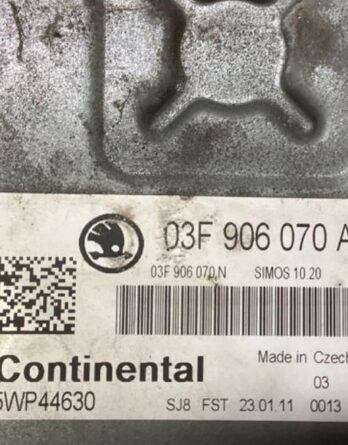 03F 906 070 A
03F 906 070 N SIMOS 10.20
Continental
Made in Czech
03
5WP44630
SJ8 FST 23.01.11 0013